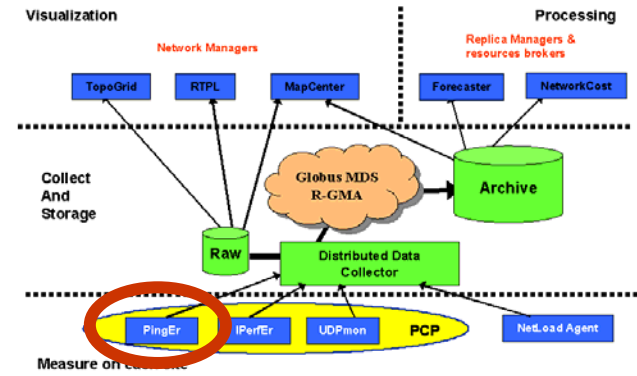 Visualization
Processing
Network Managers
Replica Managers &
resources brokers
TopoGrid
RTPL
MapCenter
Forecaster
NetworkCost
Collect
And
Storage
Globus MDS
R-GMA
Archive
Raw
Distributed Data
Collector
PingEr
IPerfEr
UDPmon
PCP
NetLoad Agent
Measure on